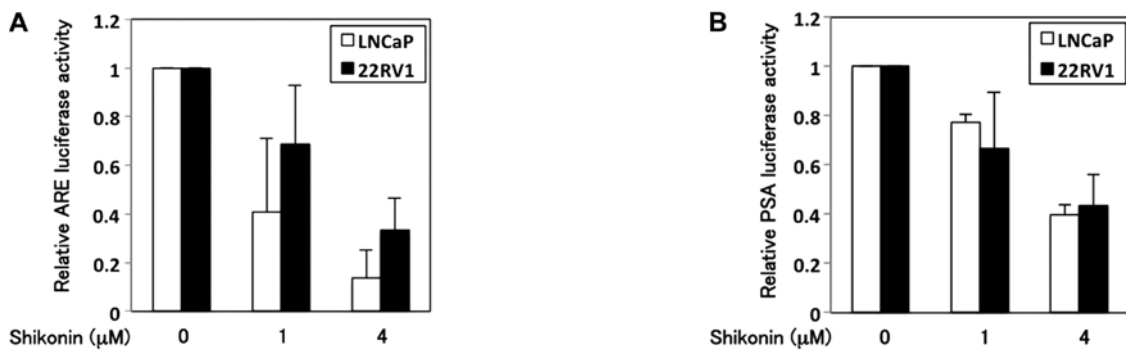 A
Relative ARE luciferase activity
1.2
1
0.8
0.6
0.4
0.2
0
LNCaP
22RV1
Shikonin (μM) 0 1 4
B
Relative PSA luciferase activity
1.2
1
0.8
0.6
0.4
0.2
0
LNCaP
22RV1
Shikonin (μM) 0 1 4